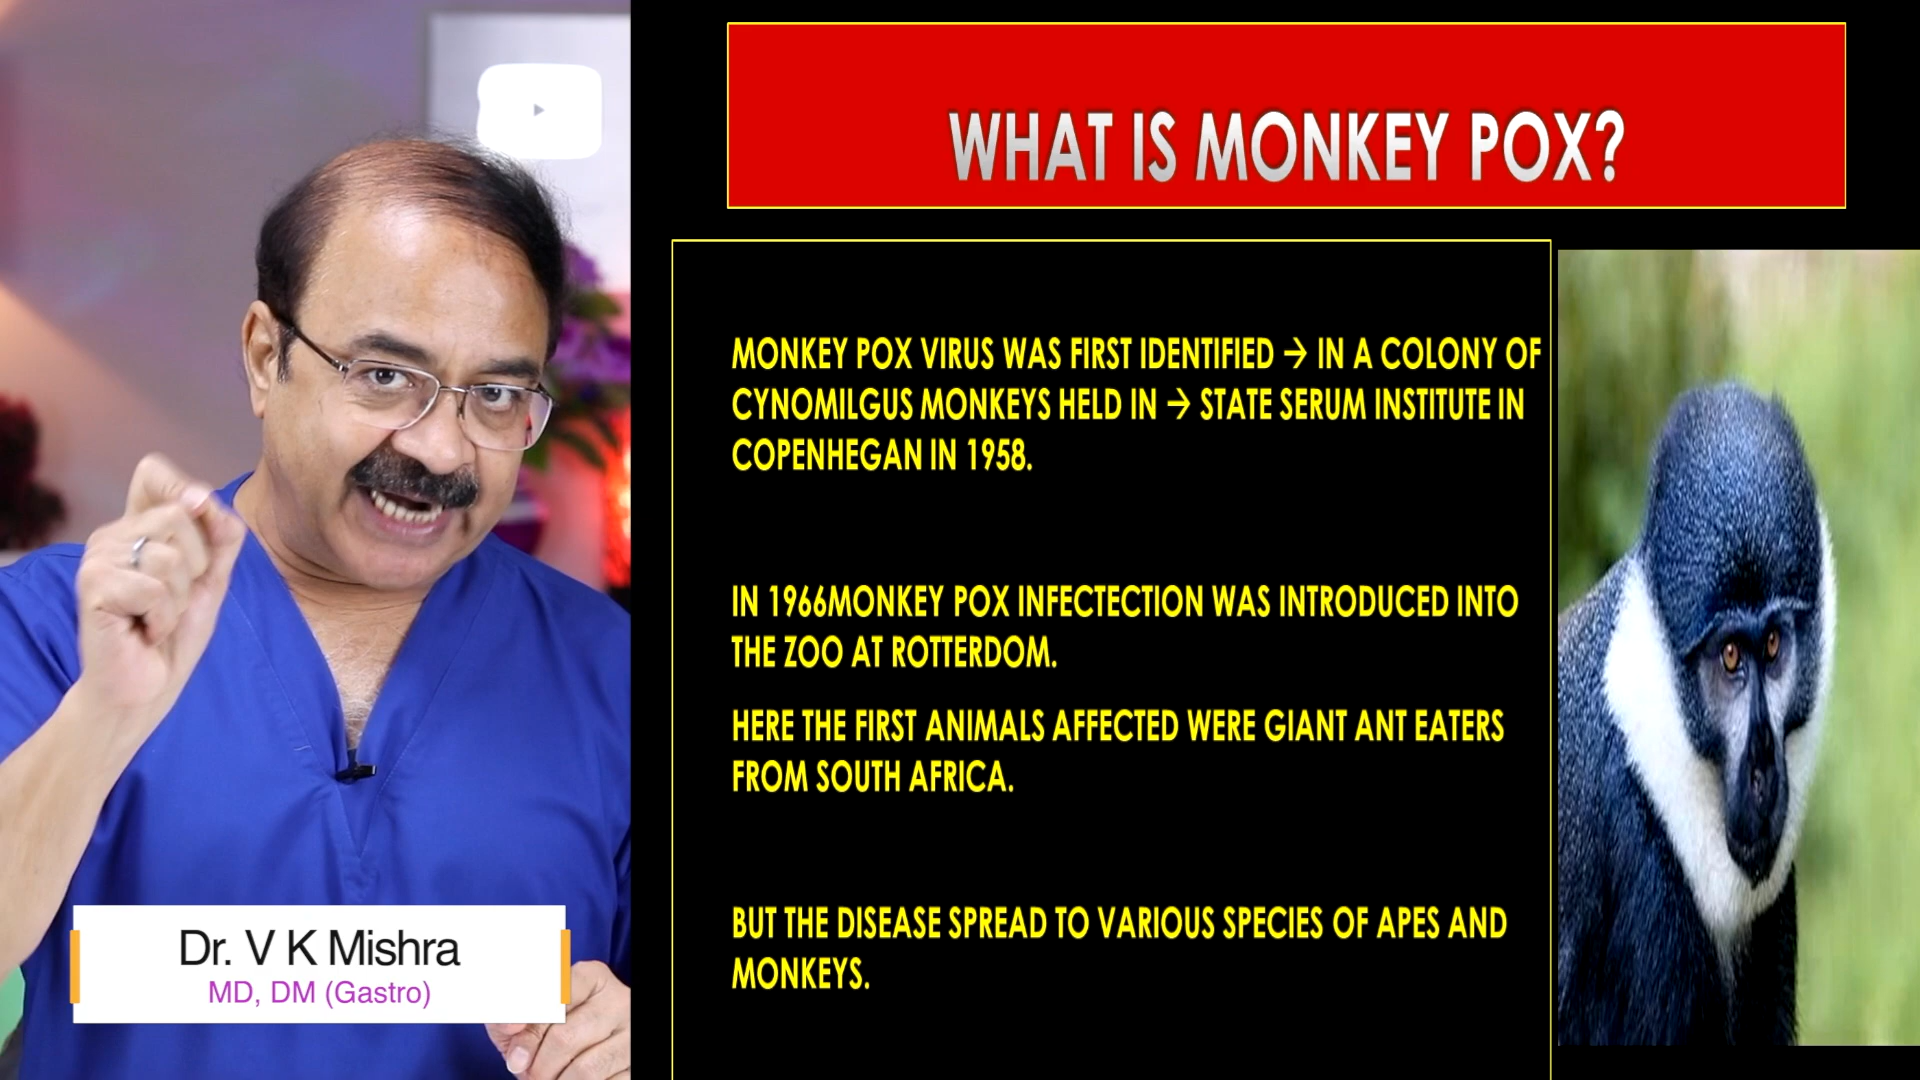 WHAT IS MONKEY POX?
MONKEY POX VIRUS WAS FIRST IDENTIFIED → IN A COLONY OF
CYNOMILGUS MONKEYS HELD IN → STATE SERUM INSTITUTE IN
COPENHEGAN IN 1958.
IN 1966MONKEY POX INFECTECTION WAS INTRODUCED INTO
THE ZOO AT ROTTERDOM.
HERE THE FIRST ANIMALS AFFECTED WERE GIANT ANT EATERS
FROM SOUTH AFRICA.
BUT THE DISEASE SPREAD TO VARIOUS SPECIES OF APES AND
MONKEYS.
Dr. V K Mishra
MD, DM (Gastro)